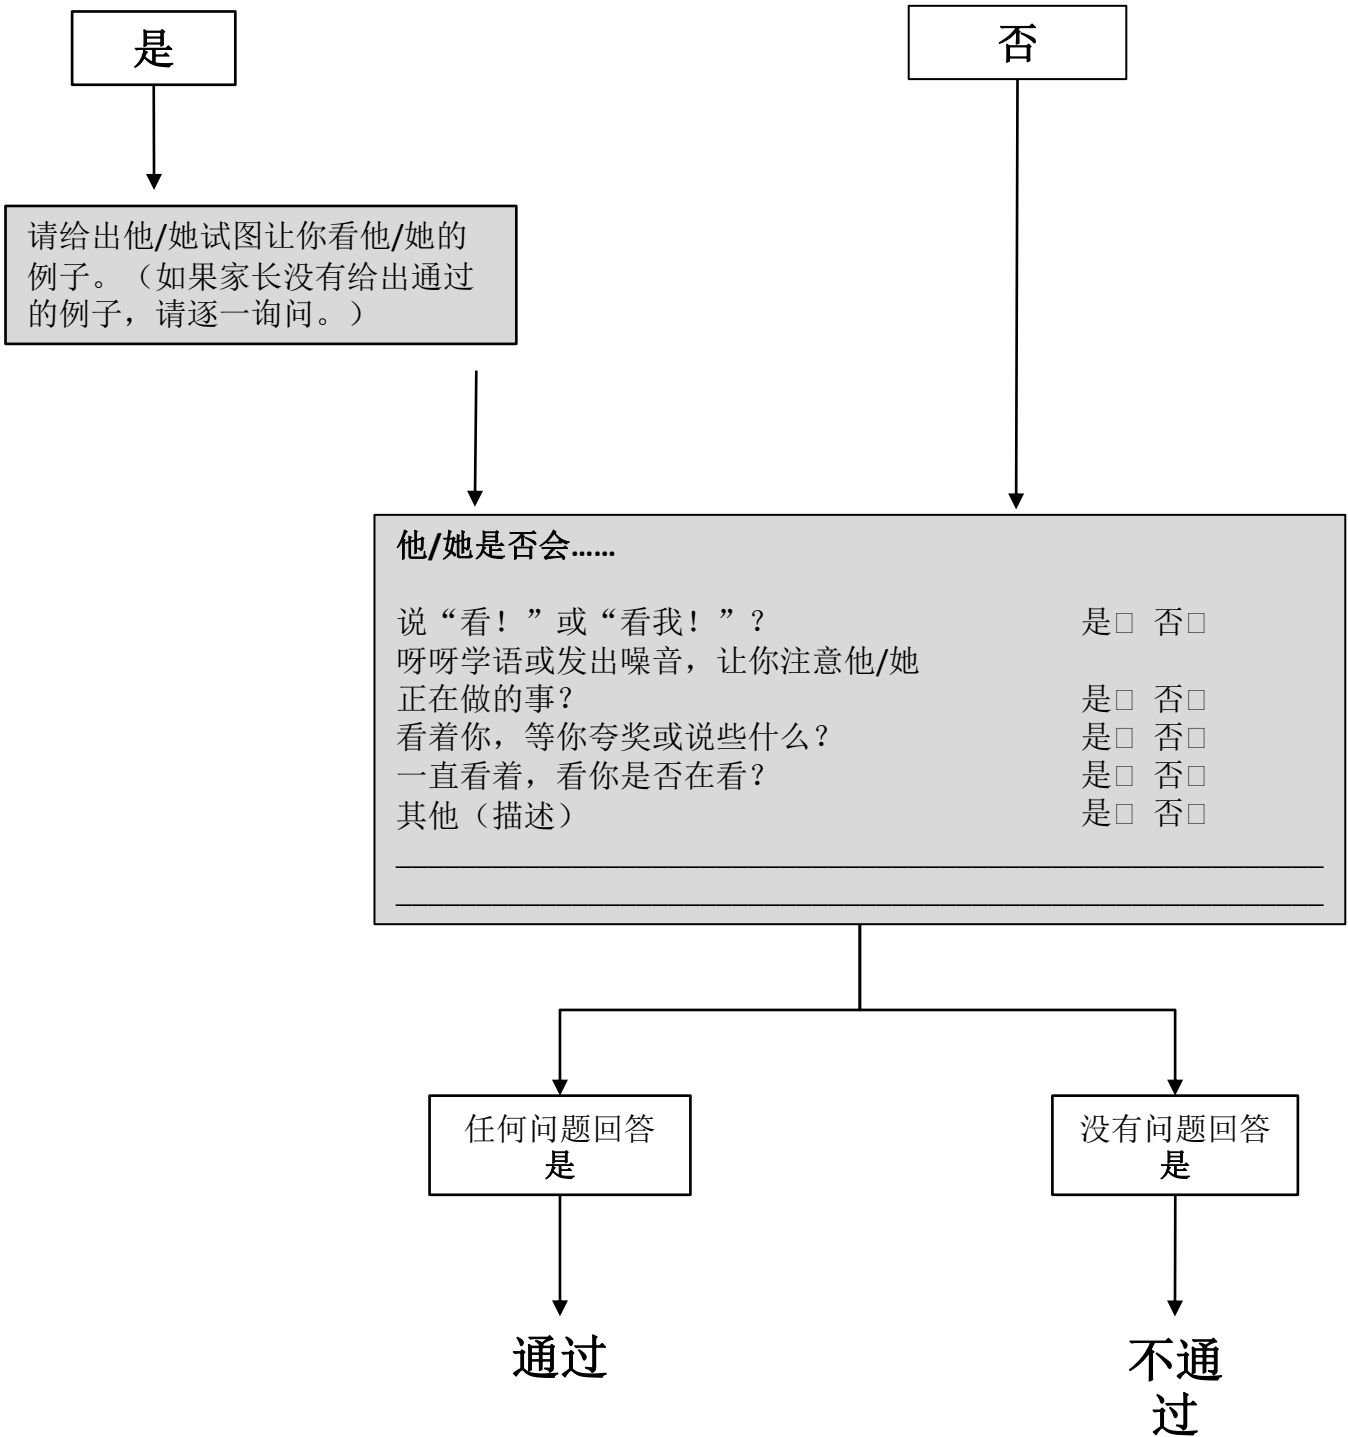 是
否
请给出他/她试图让你看他/她的
例子。（如果家长没有给出通过
的例子，请逐一询问。）
他/她是否会……
说“看！”或“看我！”？ 是□ 否□
呀呀学语或发出噪音，让你注意他/她
正在做的事？ 是□ 否□
看着你，等你夸奖或说些什么？ 是□ 否□
一直看着，看你是否在看？ 是□ 否□
其他（描述） 是□ 否□
任何问题回答
是
没有问题回答
是
通过
不通
过